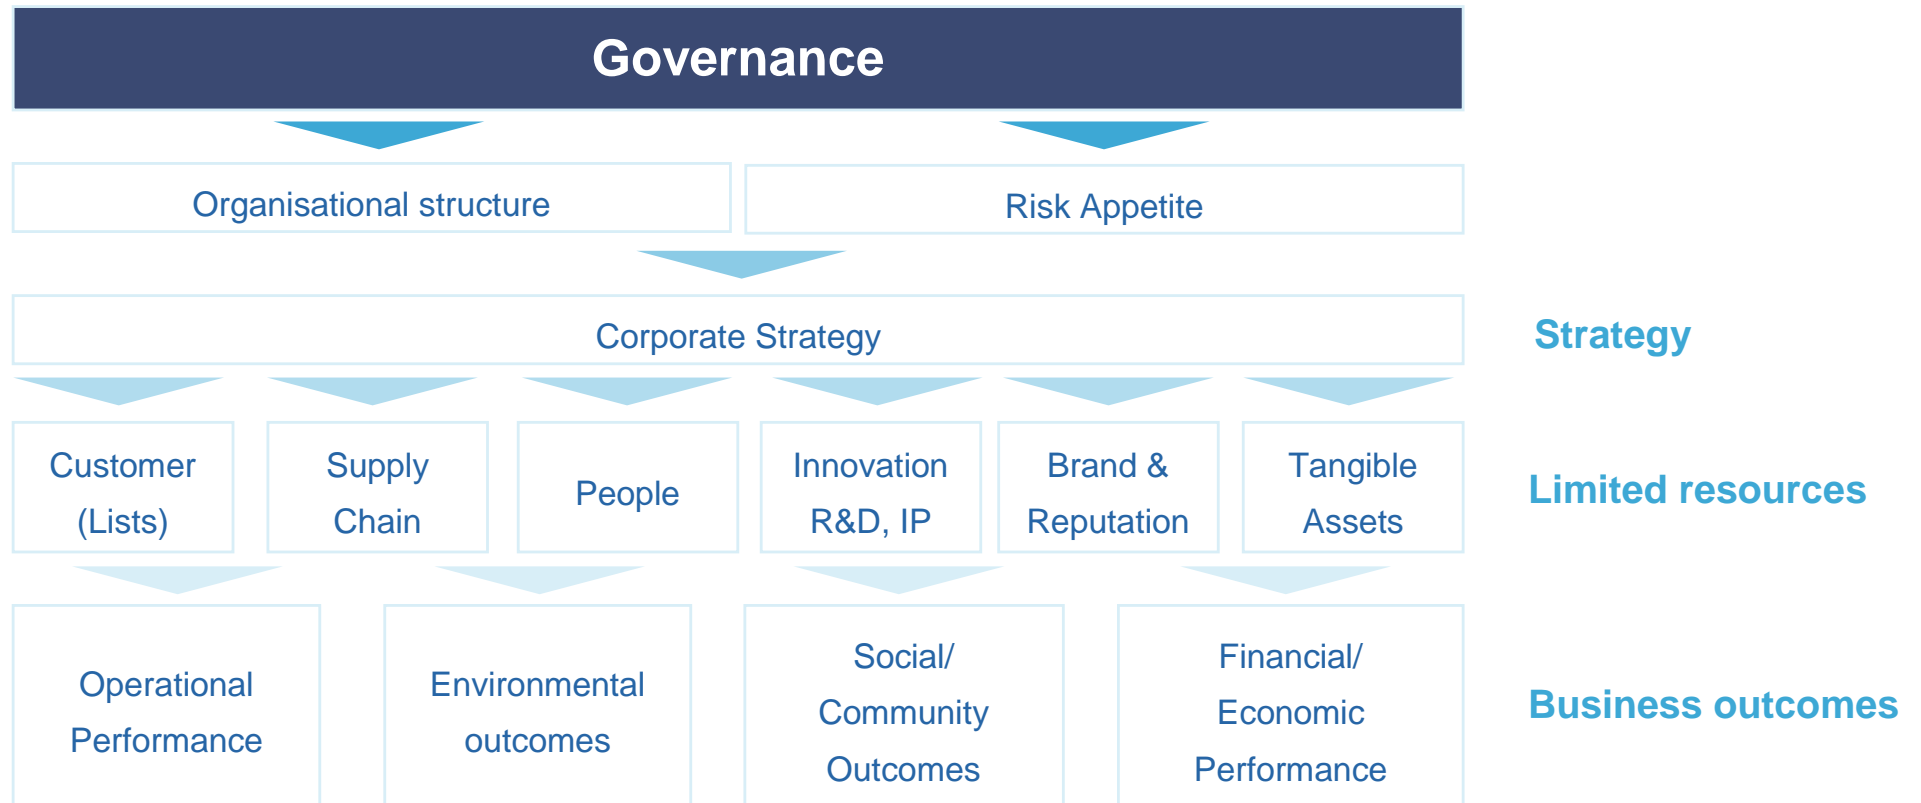 Governance
Organisational structure
Risk Appetite
Corporate Strategy
Strategy
Customer
(Lists)
Supply
Chain
People
Innovation
R&D, IP
Brand &
Reputation
Tangible
Assets
Limited resources
Operational
Performance
Environmental
outcomes
Social/
Community
Outcomes
Financial/
Economic
Performance
Business outcomes